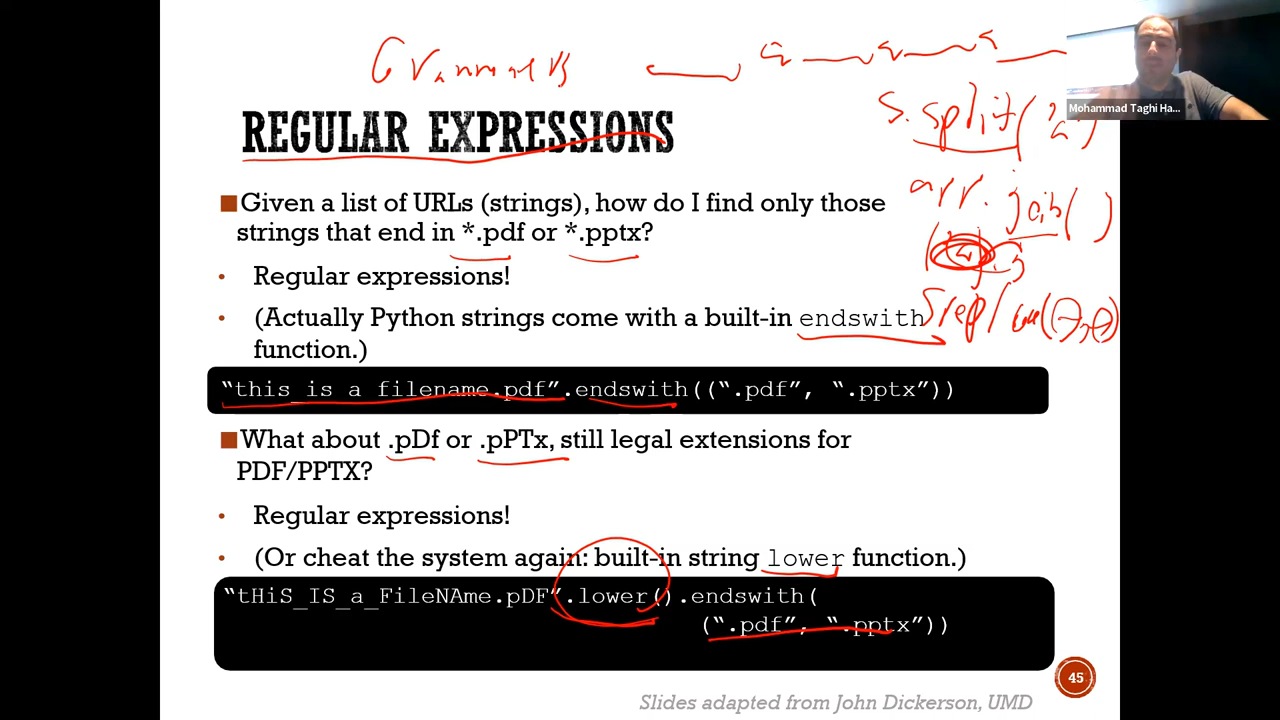 Grammars
s.split('a')
Mohammad Taghi Ha...
REGULAR EXPRESSIONS
arr.join( )
Given a list of URLs (strings), how do I find only those
strings that end in *.pdf or *.pptx?
• Regular expressions!
• (Actually Python strings come with a built-in endswith
function.)
“this_is_a_filename.pdf”.endswith((“.pdf”, “.pptx”))
What about .pDf or .pPTx, still legal extensions for
PDF/PPTX?
• Regular expressions!
• (Or cheat the system again: built-in string lower function.)
“tHiS_IS_a_FileNAme.pDF”.lower().endswith(
(“.pdf”, “.pptx”))
45
Slides adapted from John Dickerson, UMD